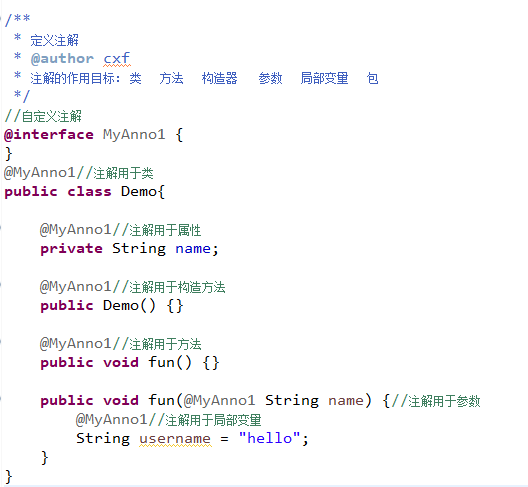 /**
 * 定义注解
 * @author cxf
 * 注解的作用目标: 类 方法 构造器 参数 局部变量 包
 */
//自定义注解
@interface MyAnno1 {
}
@MyAnno1//注解用于类
public class Demo{
@MyAnno1//注解用于属性
private String name;
@MyAnno1//注解用于构造方法
public Demo() {}
@MyAnno1//注解用于方法
public void fun() {}
public void fun(@MyAnno1 String name) {//注解用于参数
@MyAnno1//注解用于局部变量
String username = "hello";
}
}